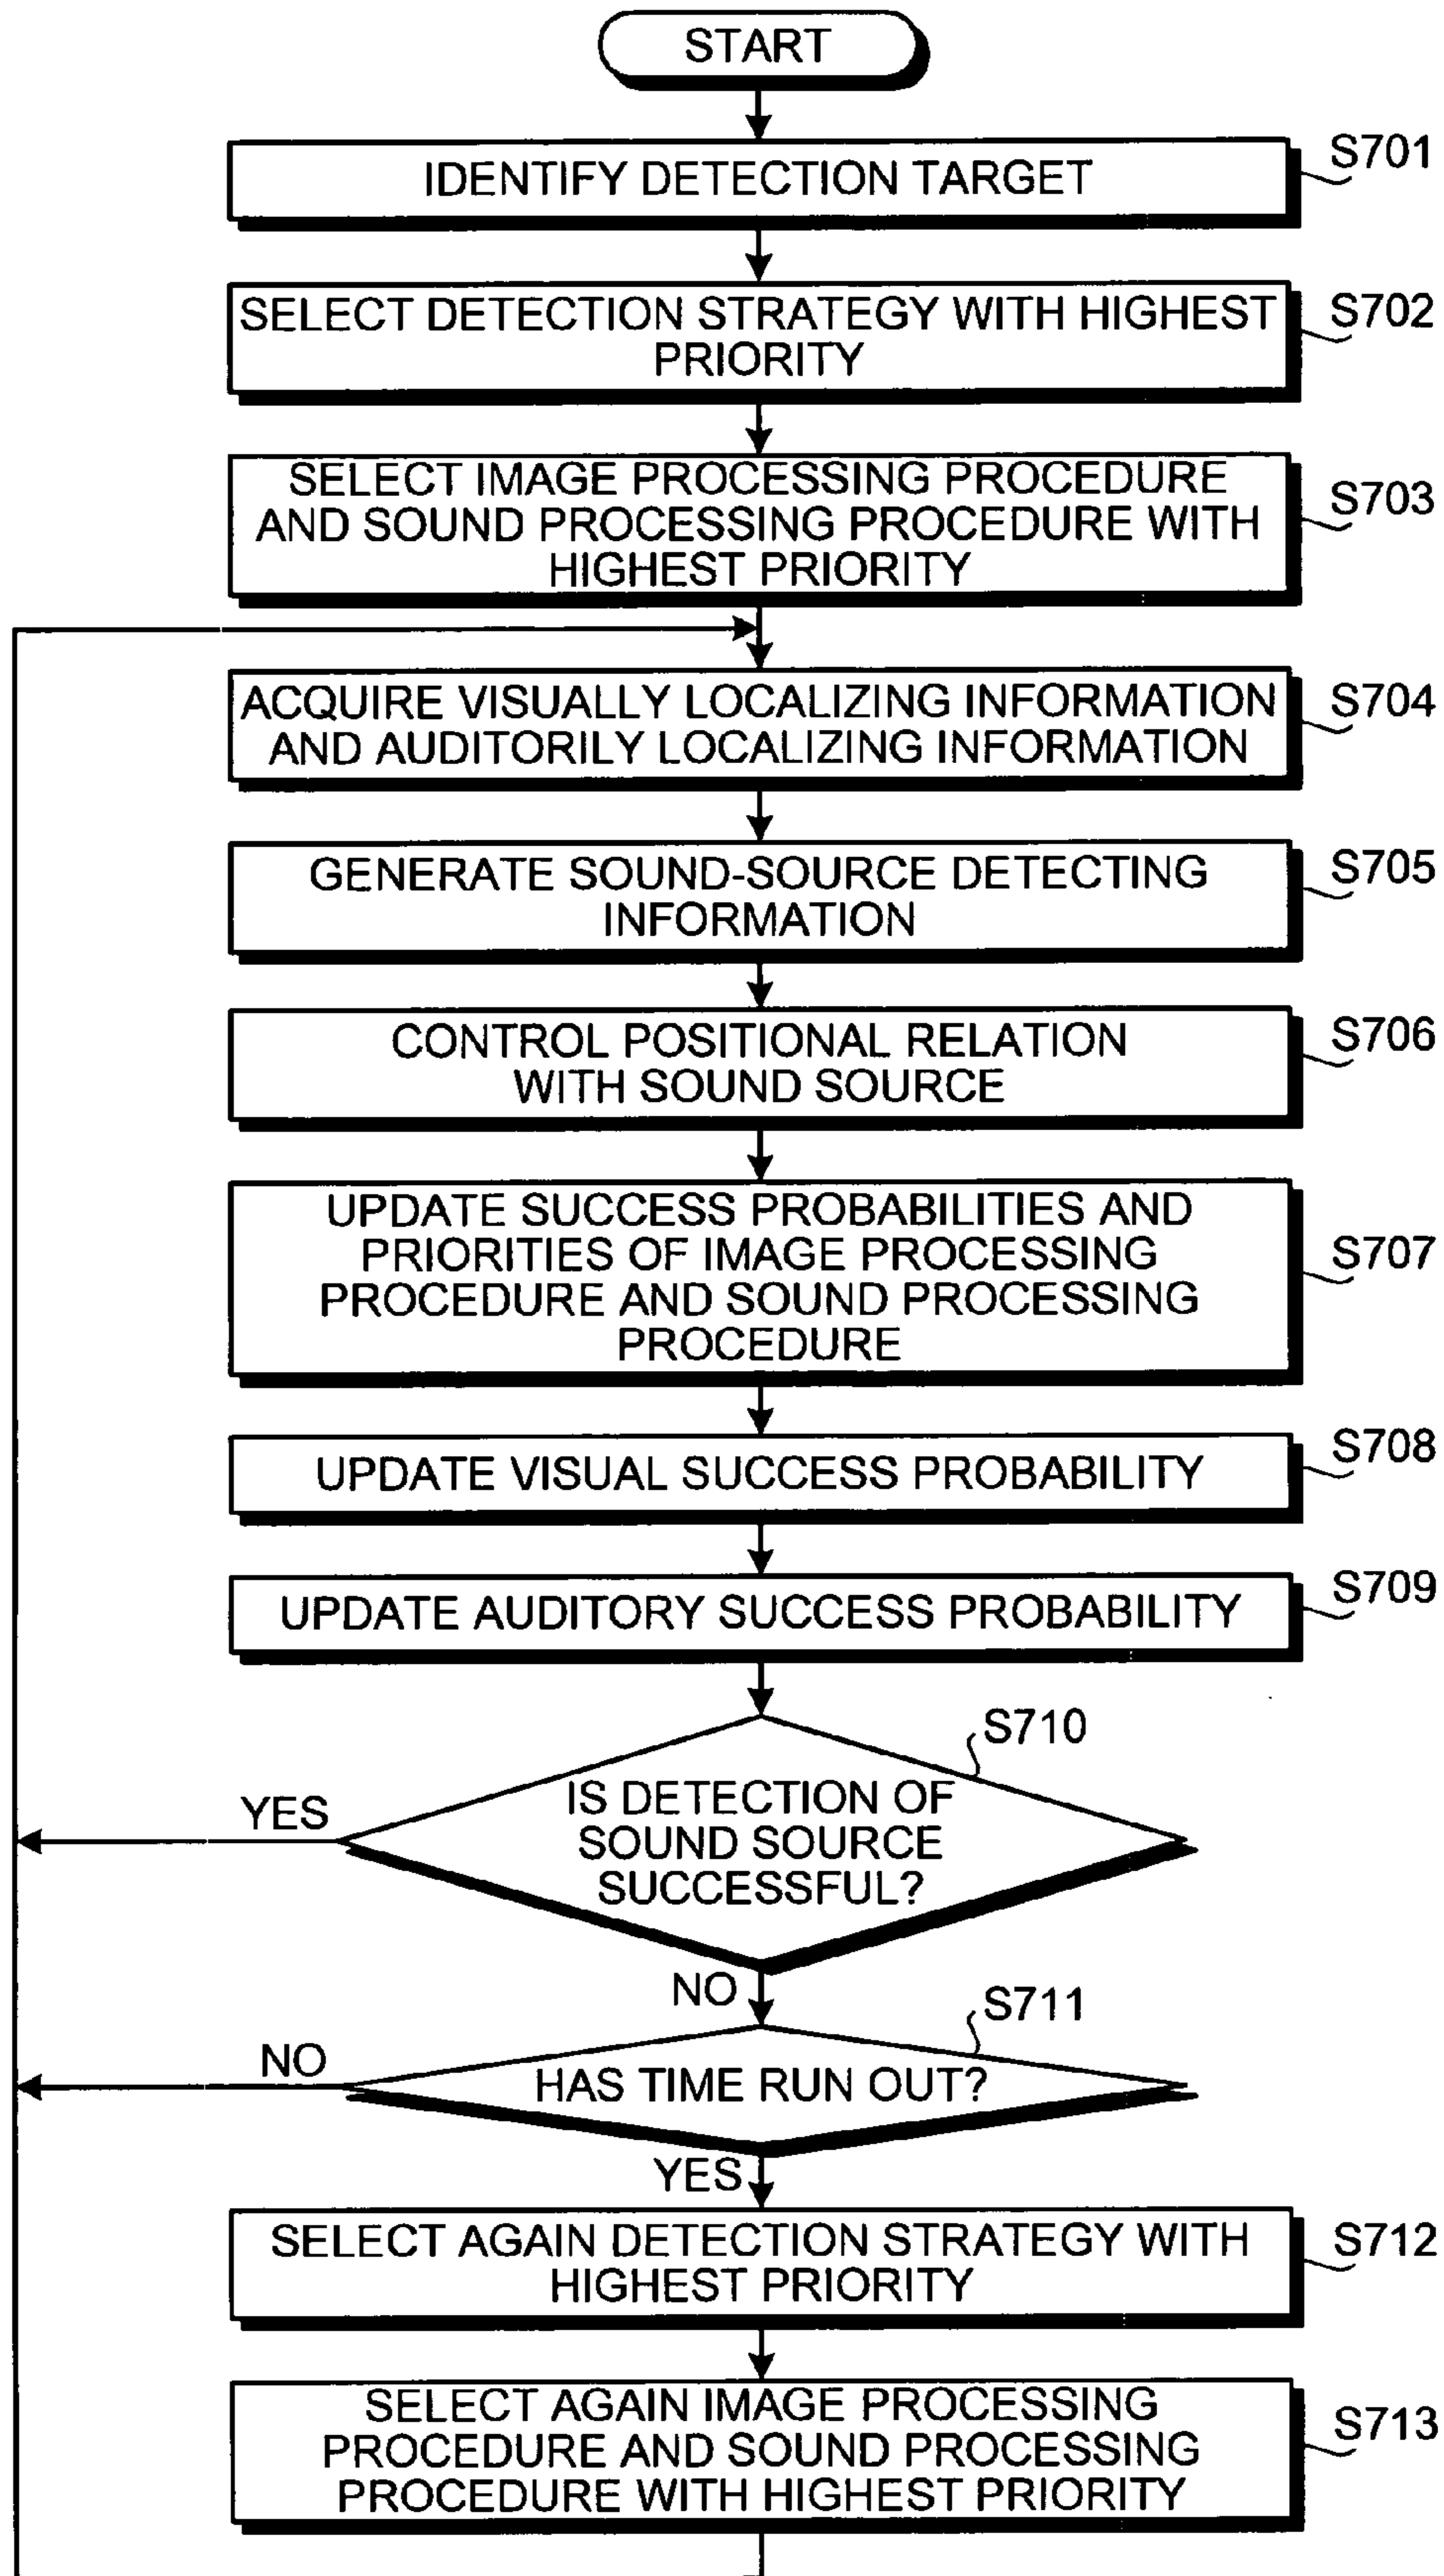 START
IDENTIFY DETECTION TARGET
S701
SELECT DETECTION STRATEGY WITH HIGHEST
PRIORITY
S702
SELECT IMAGE PROCESSING PROCEDURE
AND SOUND PROCESSING PROCEDURE WITH
HIGHEST PRIORITY
S703
ACQUIRE VISUALLY LOCALIZING INFORMATION
AND AUDITORILY LOCALIZING INFORMATION
S704
GENERATE SOUND-SOURCE DETECTING
INFORMATION
S705
CONTROL POSITIONAL RELATION
WITH SOUND SOURCE
S706
UPDATE SUCCESS PROBABILITIES AND
PRIORITIES OF IMAGE PROCESSING
PROCEDURE AND SOUND PROCESSING
PROCEDURE
S707
UPDATE VISUAL SUCCESS PROBABILITY
S708
UPDATE AUDITORY SUCCESS PROBABILITY
S709
S710
IS DETECTION OF
SOUND SOURCE
SUCCESSFUL?
YES
NO
S711
HAS TIME RUN OUT?
NO
YES
SELECT AGAIN DETECTION STRATEGY WITH
HIGHEST PRIORITY
S712
SELECT AGAIN IMAGE PROCESSING
PROCEDURE AND SOUND PROCESSING
PROCEDURE WITH HIGHEST PRIORITY
S713